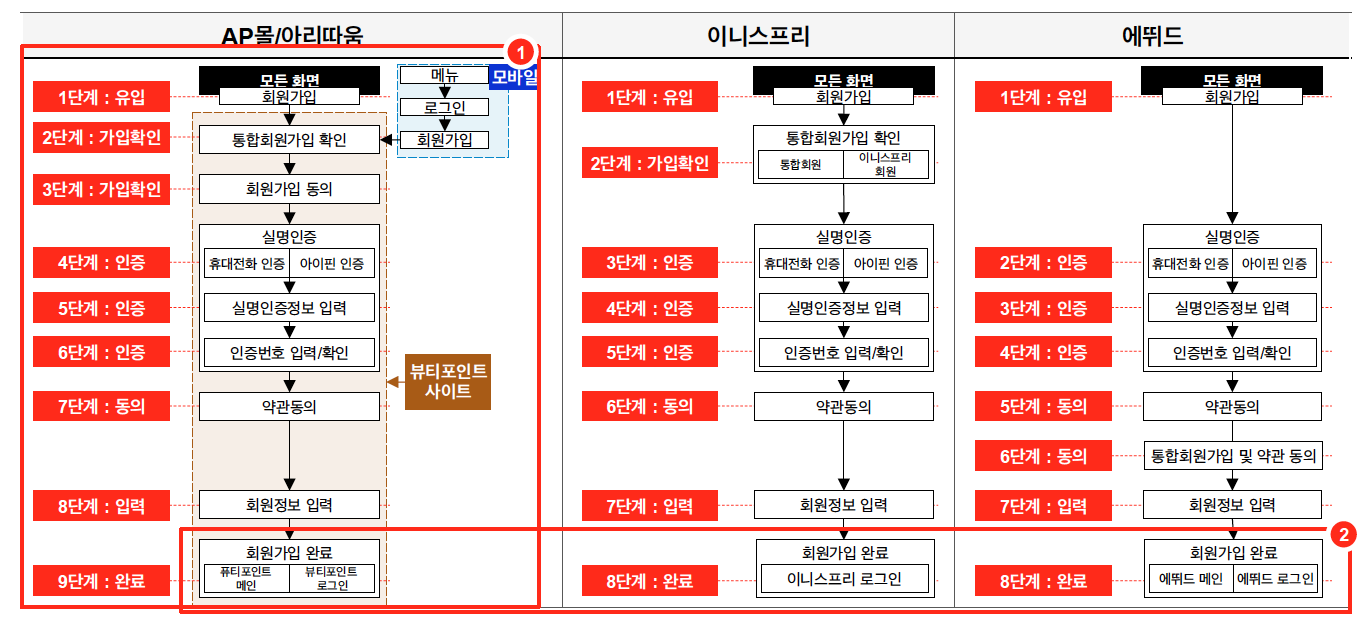 AP몰/아리따움
이니스프리
에뛰드
1
모든 화면
회원가입
메뉴
모바일
로그인
회원가입
1단계 : 유입
2단계 : 가입확인
통합회원가입 확인
3단계 : 가입확인
회원가입 동의
실명인증
4단계 : 인증
휴대전화 인증
아이핀 인증
5단계 : 인증
실명인증정보 입력
6단계 : 인증
인증번호 입력/확인
뷰티포인트
사이트
7단계 : 동의
약관동의
8단계 : 입력
회원정보 입력
회원가입 완료
9단계 : 완료
퓨티포인트
메인
뷰티포인트
로그인
모든 화면
1단계 : 유입
회원가입
통합회원가입 확인
2단계 : 가입확인
통합회원
이니스프리
회원
실명인증
3단계 : 인증
휴대전화 인증
아이핀 인증
4단계 : 인증
실명인증정보 입력
5단계 : 인증
인증번호 입력/확인
6단계 : 동의
약관동의
7단계 : 입력
회원정보 입력
회원가입 완료
8단계 : 완료
이니스프리 로그인
모든 화면
1단계 : 유입
회원가입
실명인증
2단계 : 인증
휴대전화 인증
아이핀 인증
3단계 : 인증
실명인증정보 입력
4단계 : 인증
인증번호 입력/확인
5단계 : 동의
약관동의
6단계 : 동의
통합회원가입 및 약관 동의
7단계 : 입력
회원정보 입력
2
회원가입 완료
8단계 : 완료
에뛰드 메인
에뛰드 로그인